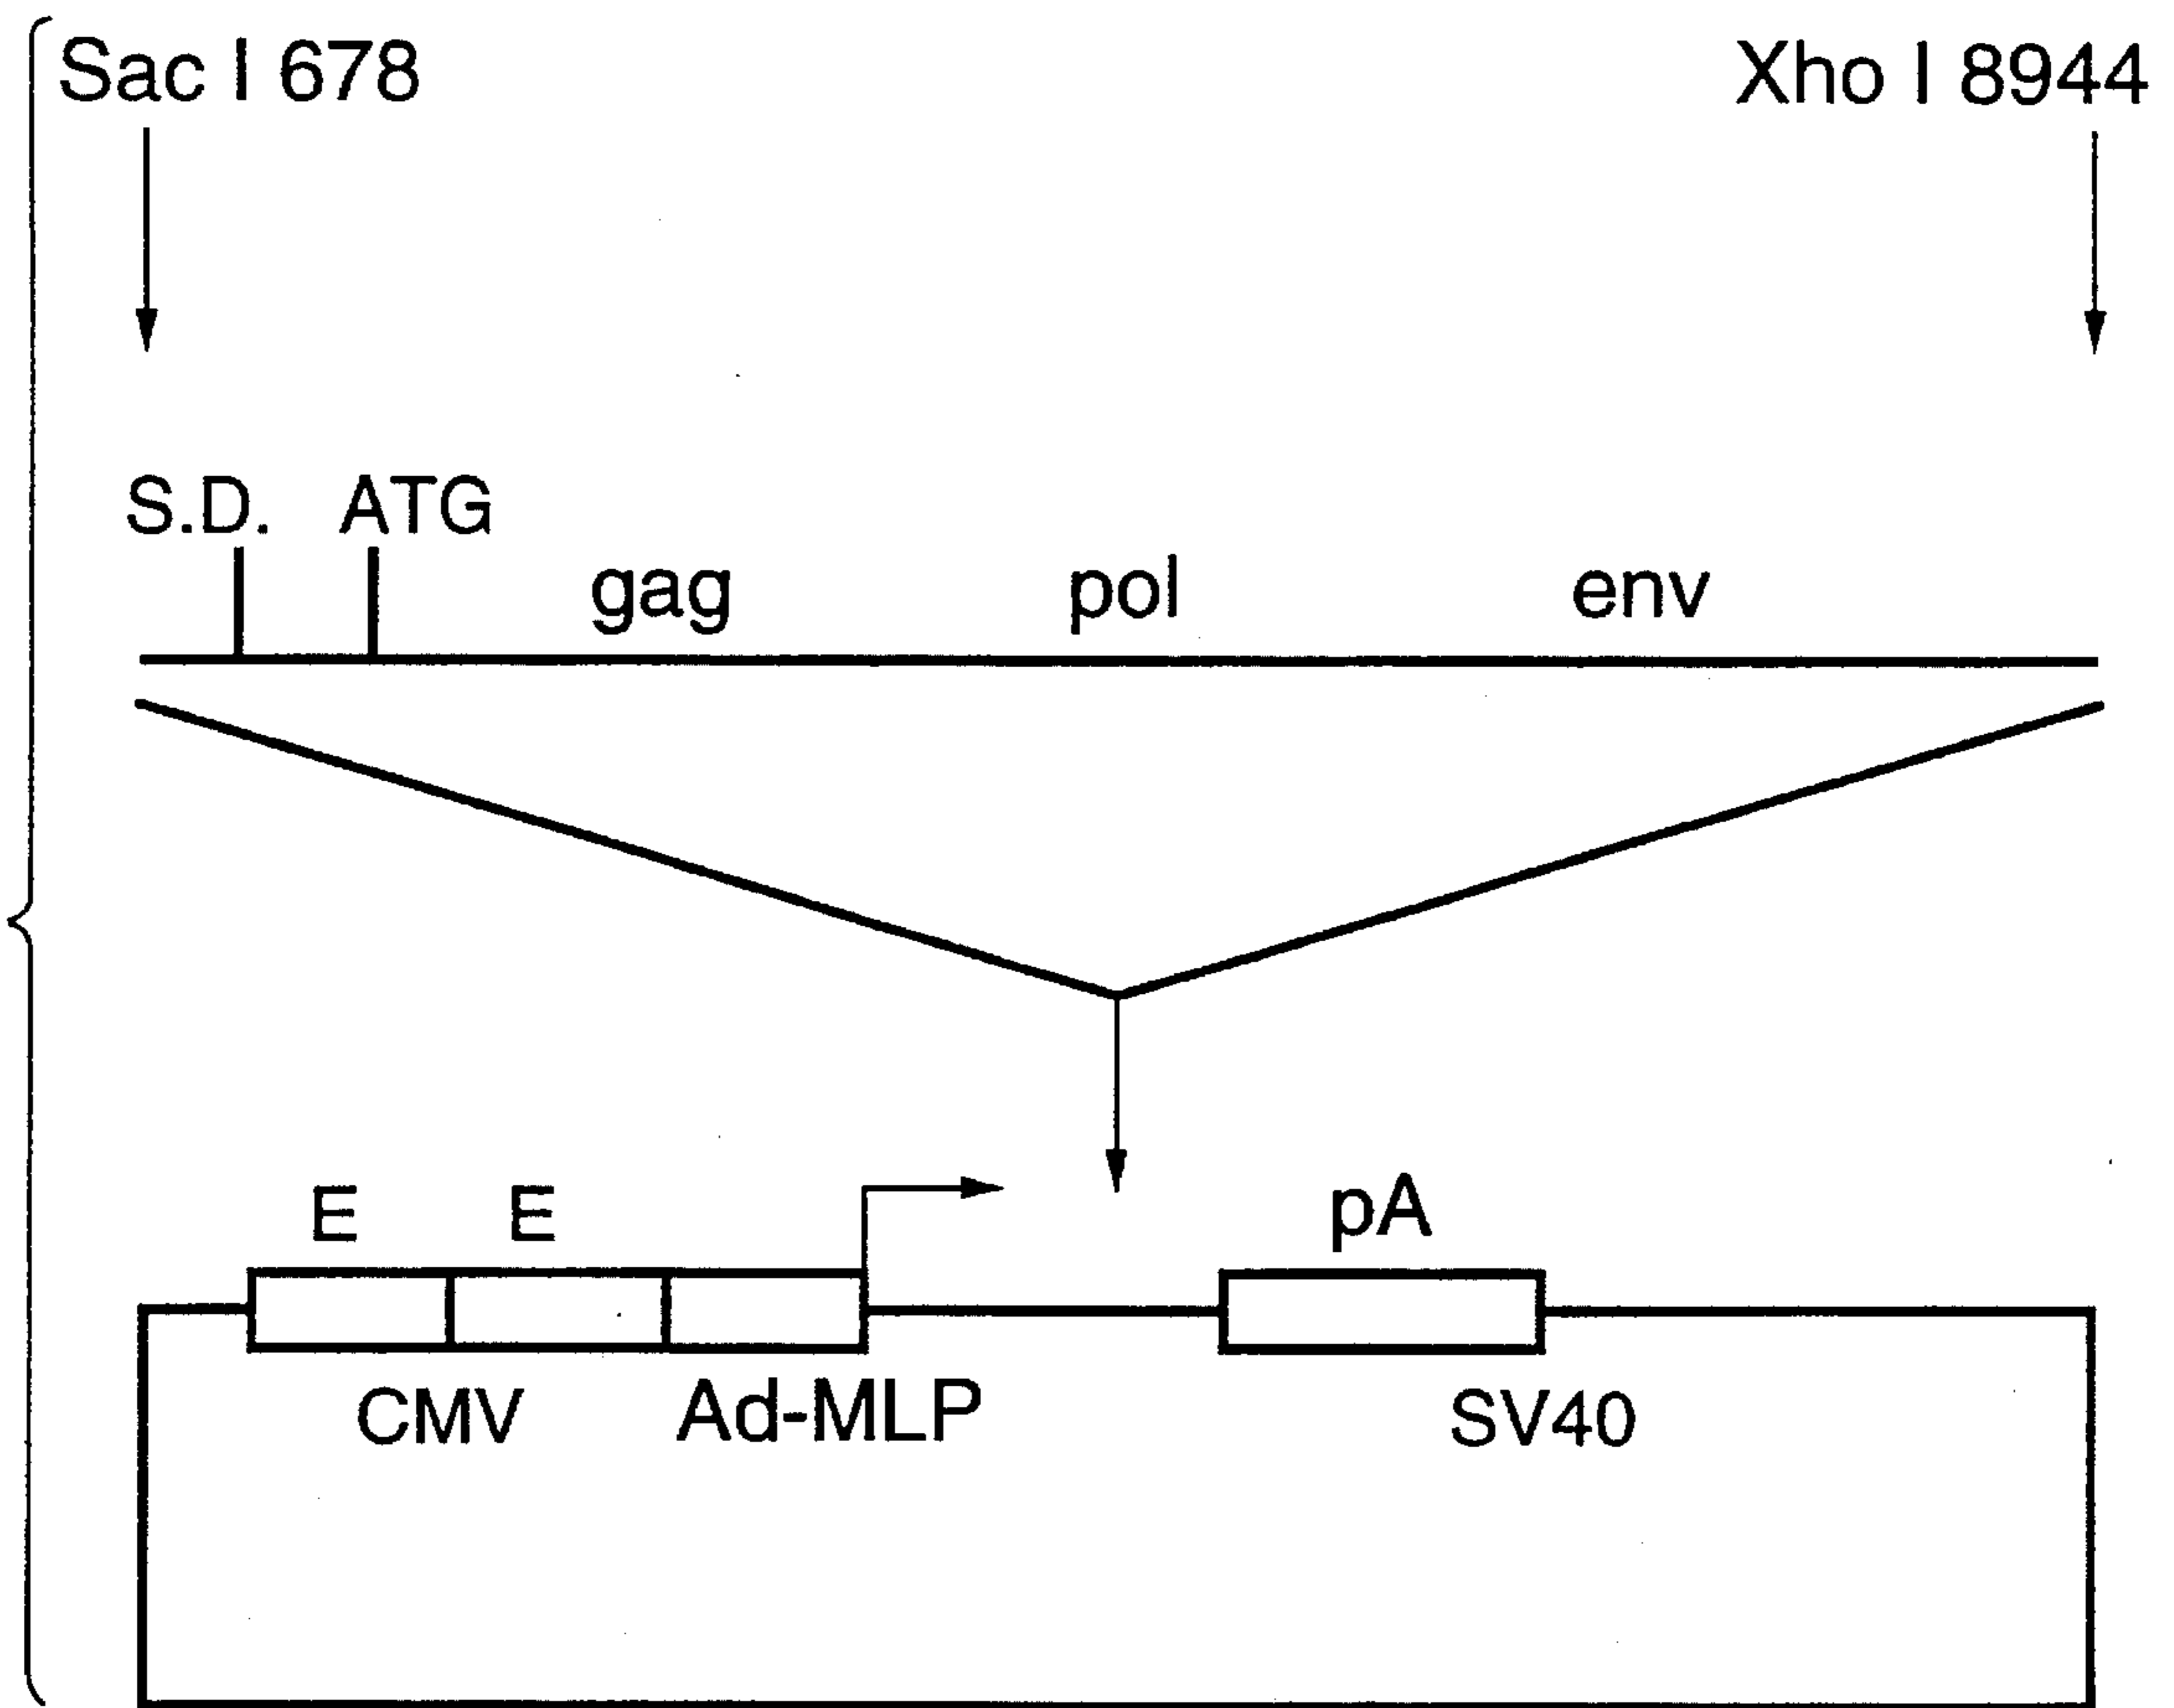 Sac I 678 Xho I 8944
S.D. ATG
gag pol env
E E pA
CMV Ad-MLP SV40